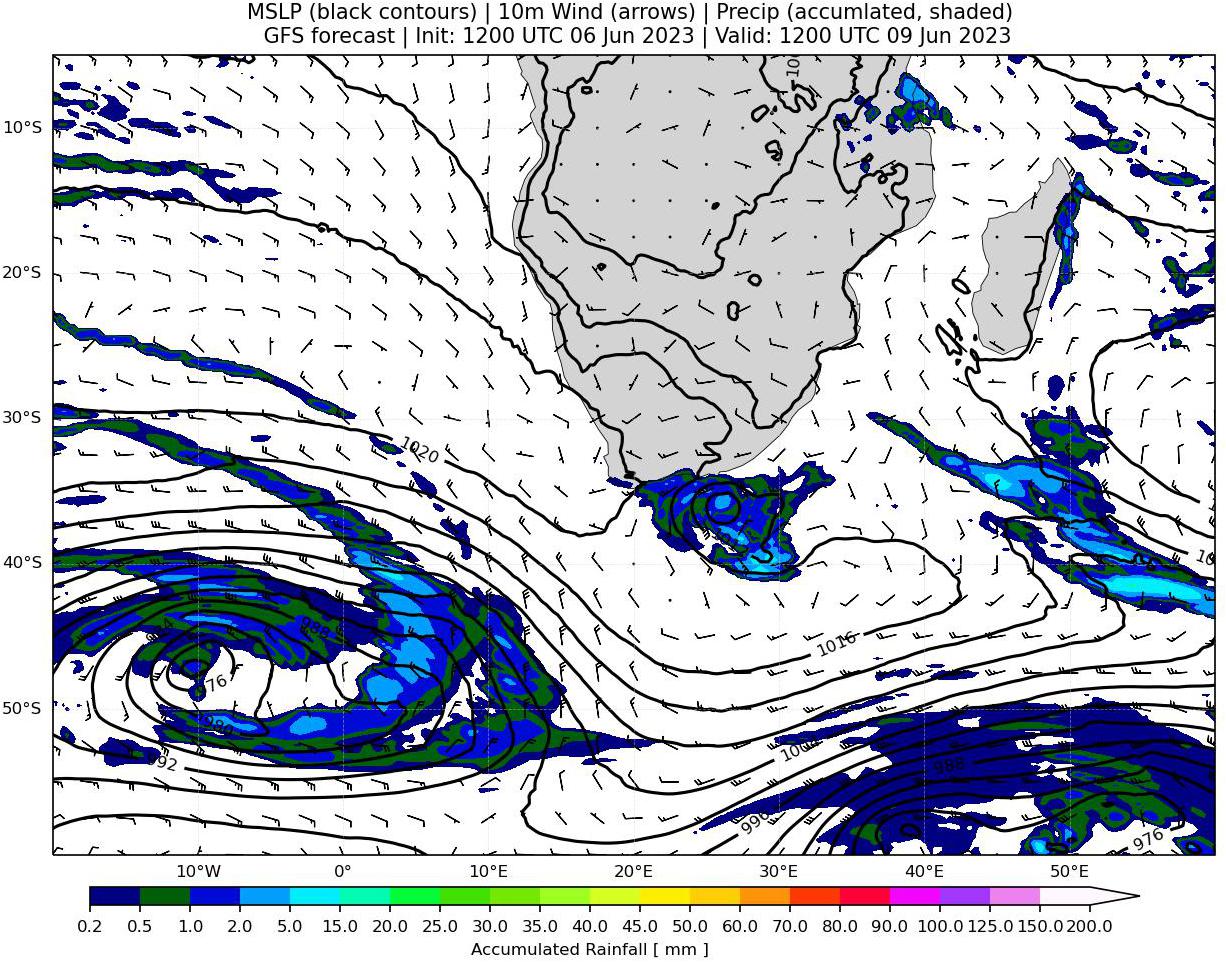 MSLP (black contours) | 10m Wind (arrows) | Precip (accumlated, shaded)
GFS forecast | Init: 1200 UTC 06 Jun 2023 | Valid: 1200 UTC 09 Jun 2023
10°S
20°S
30°S
1020
40°S
1016
988
976
980
50°S
992
988
996
976
10°W 0° 10°E 20°E 30°E 40°E 50°E
0.2 0.5 1.0 2.0 5.0 15.0 20.0 25.0 30.0 35.0 40.0 45.0 50.0 60.0 70.0 80.0 90.0 100.0 125.0 150.0 200.0
Accumulated Rainfall [ mm ]